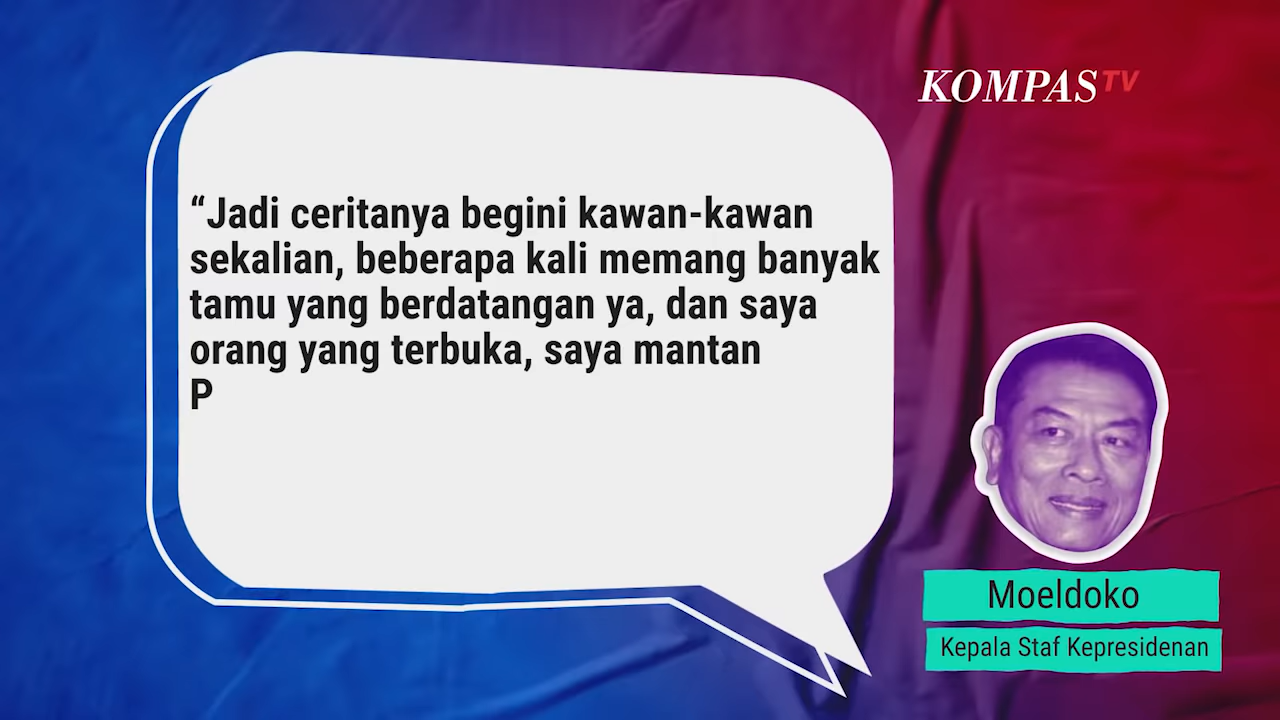 KOMPASTV
“Jadi ceritanya begini kawan-kawan
sekalian, beberapa kali memang banyak
tamu yang berdatangan ya, dan saya
orang yang terbuka, saya mantan
P
Moeldoko
Kepala Staf Kepresidenan